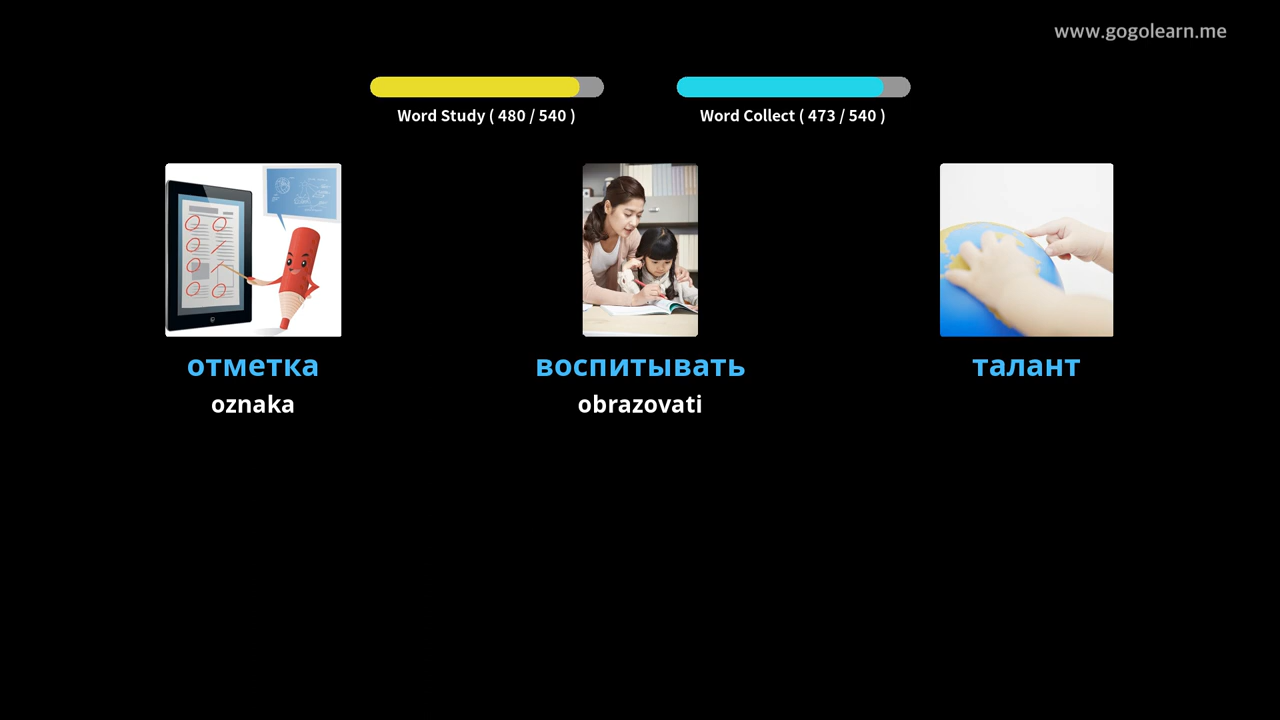 www.gogolearn.me
Word Study ( 480 / 540 )
Word Collect ( 473 / 540 )
отметка
воспитывать
талант
oznaka
obrazovati